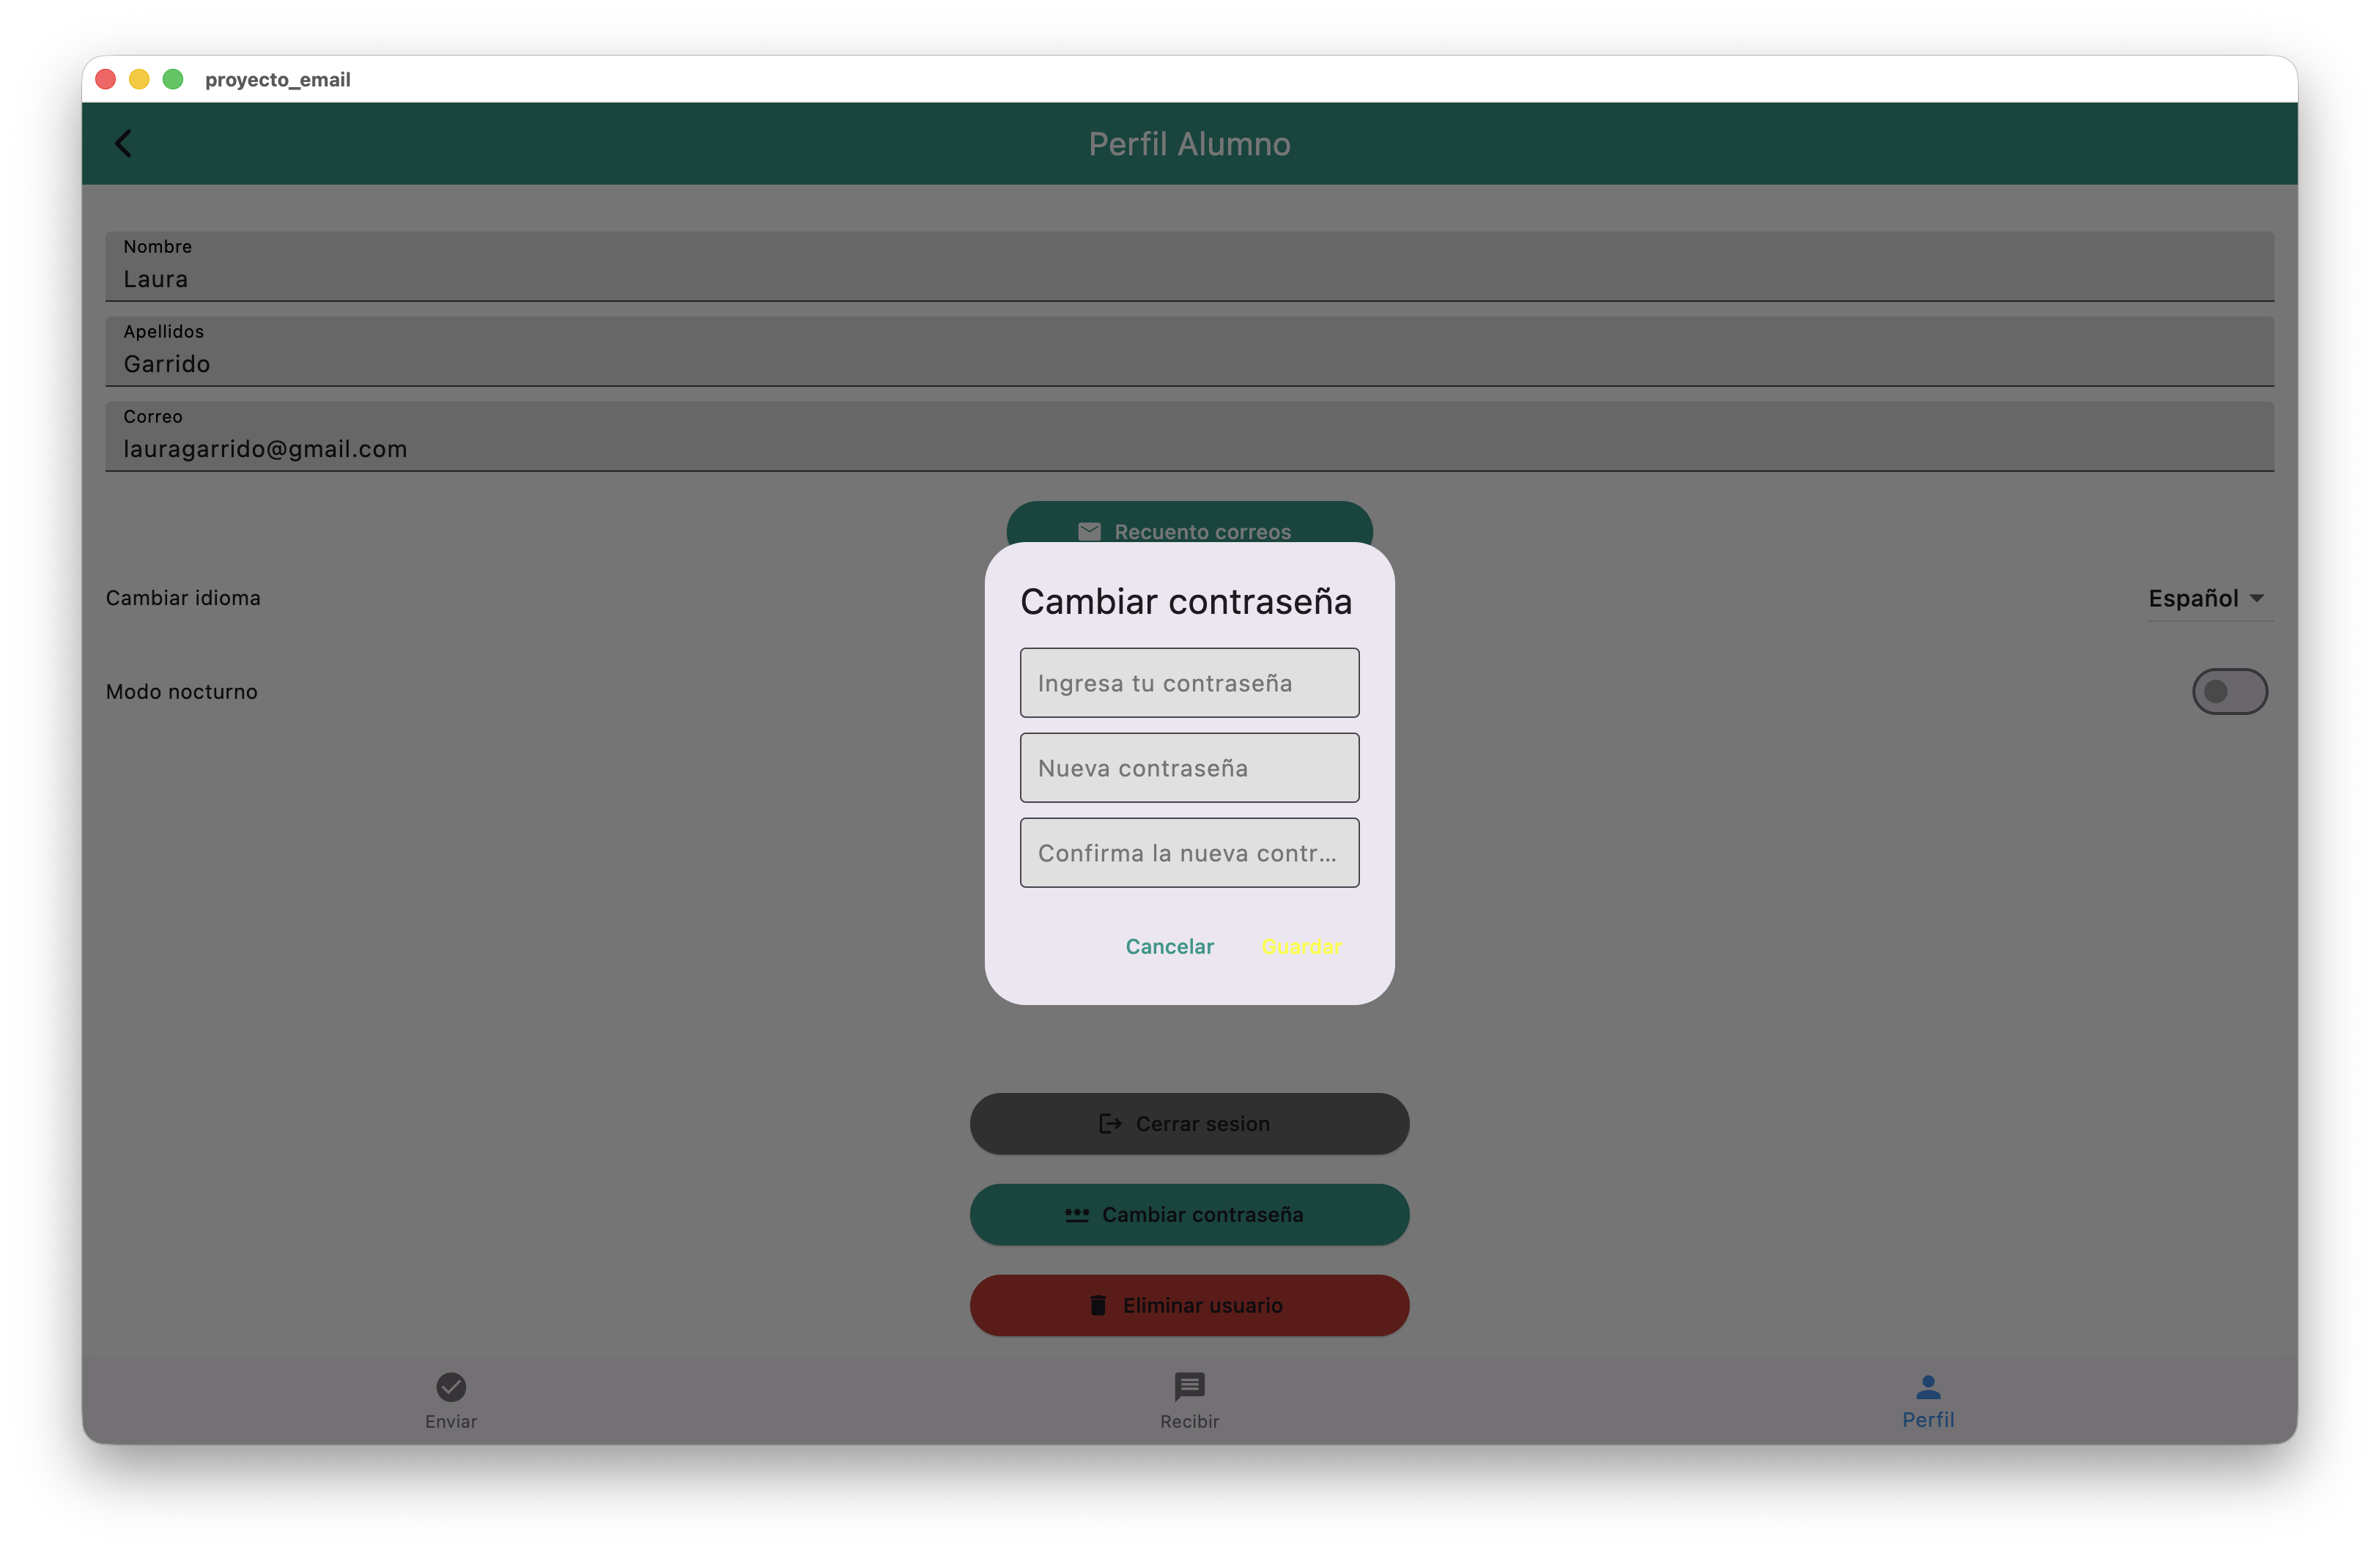 proyecto_email
Perfil Alumno
Nombre
Laura
Apellidos
Garrido
Correo
lauragarrido@gmail.com
Recuento correos
Cambiar idioma
Español
Modo nocturno
Cambiar contraseña
Ingresa tu contraseña
Nueva contraseña
Confirma la nueva contr...
Cancelar Guardar
Cerrar sesion
Cambiar contraseña
Eliminar usuario
Enviar Recibir Perfil